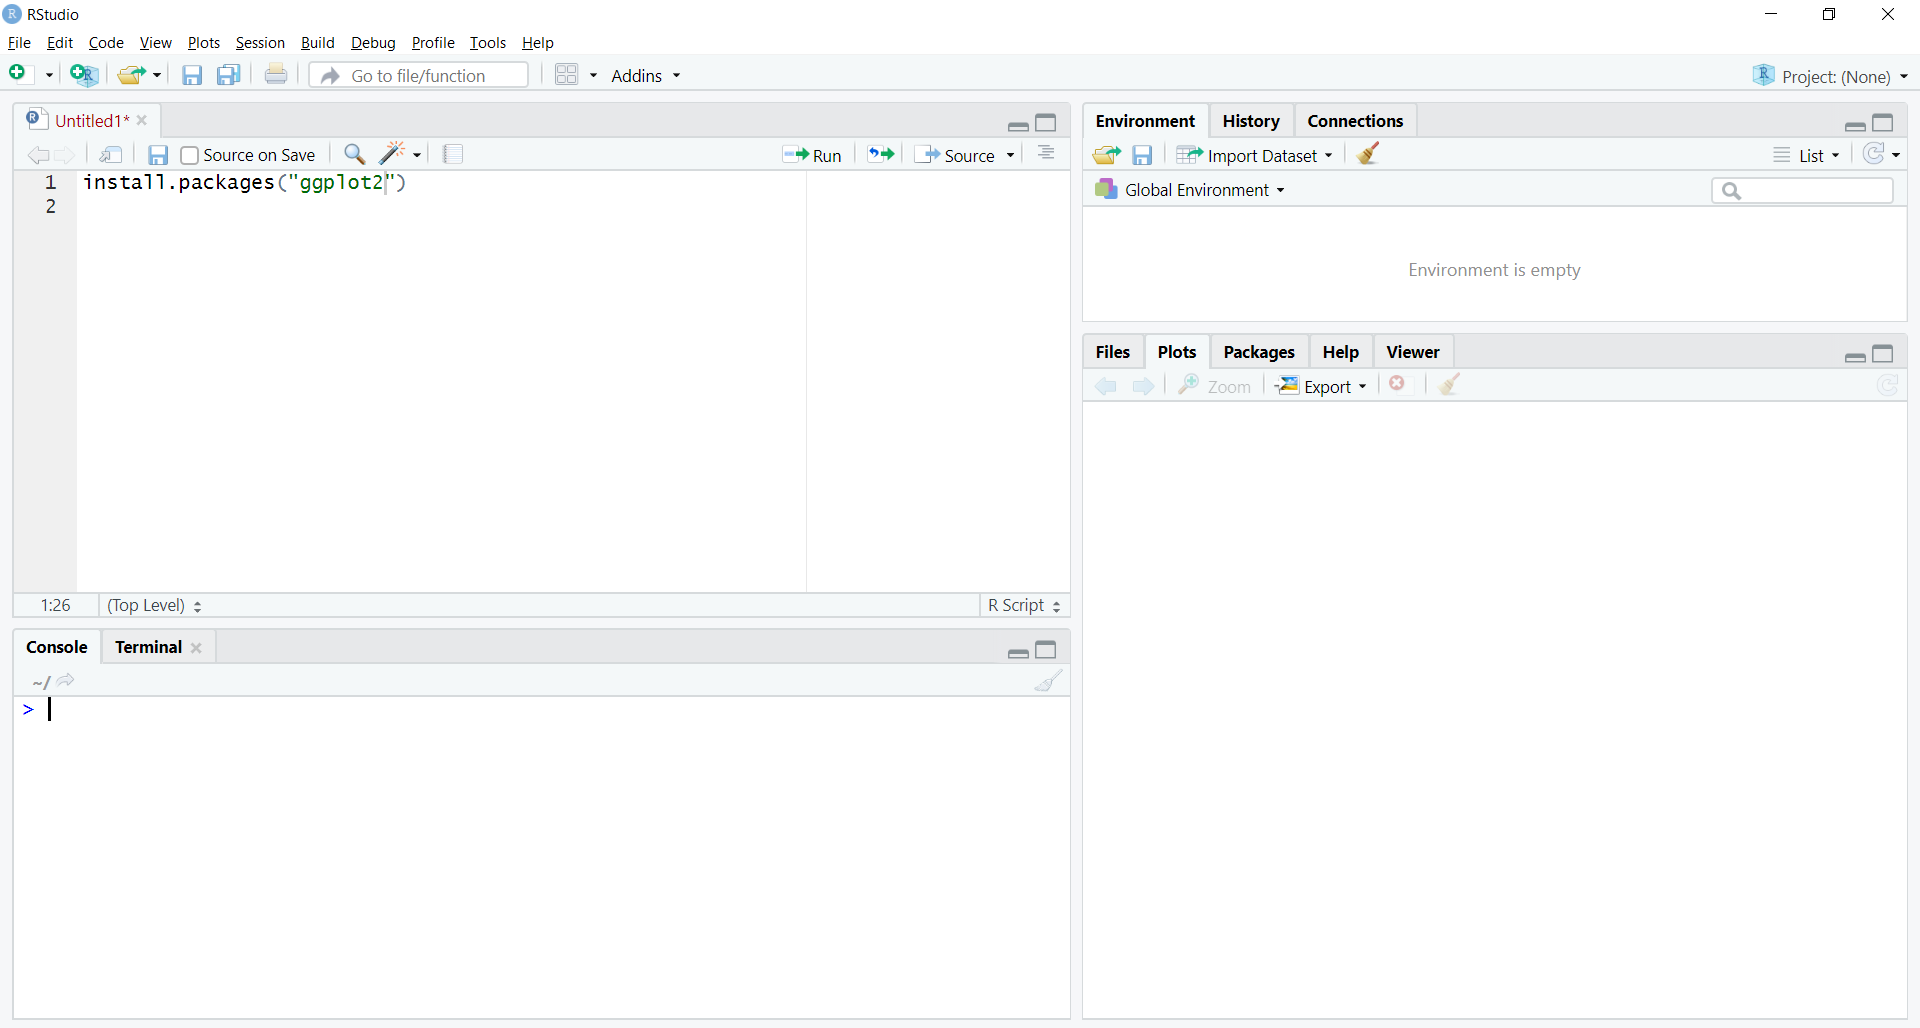 RStudio
File Edit Code View Plots Session Build Debug Profile Tools Help
Go to file/function Addins Project: (None)
Untitled1*
Source on Save Run Source
1 install.packages("ggplot2")
2
1:26 (Top Level) R Script
Console Terminal
~/
>
Environment History Connections
Import Dataset List
Global Environment
Environment is empty
Files Plots Packages Help Viewer
Zoom Export